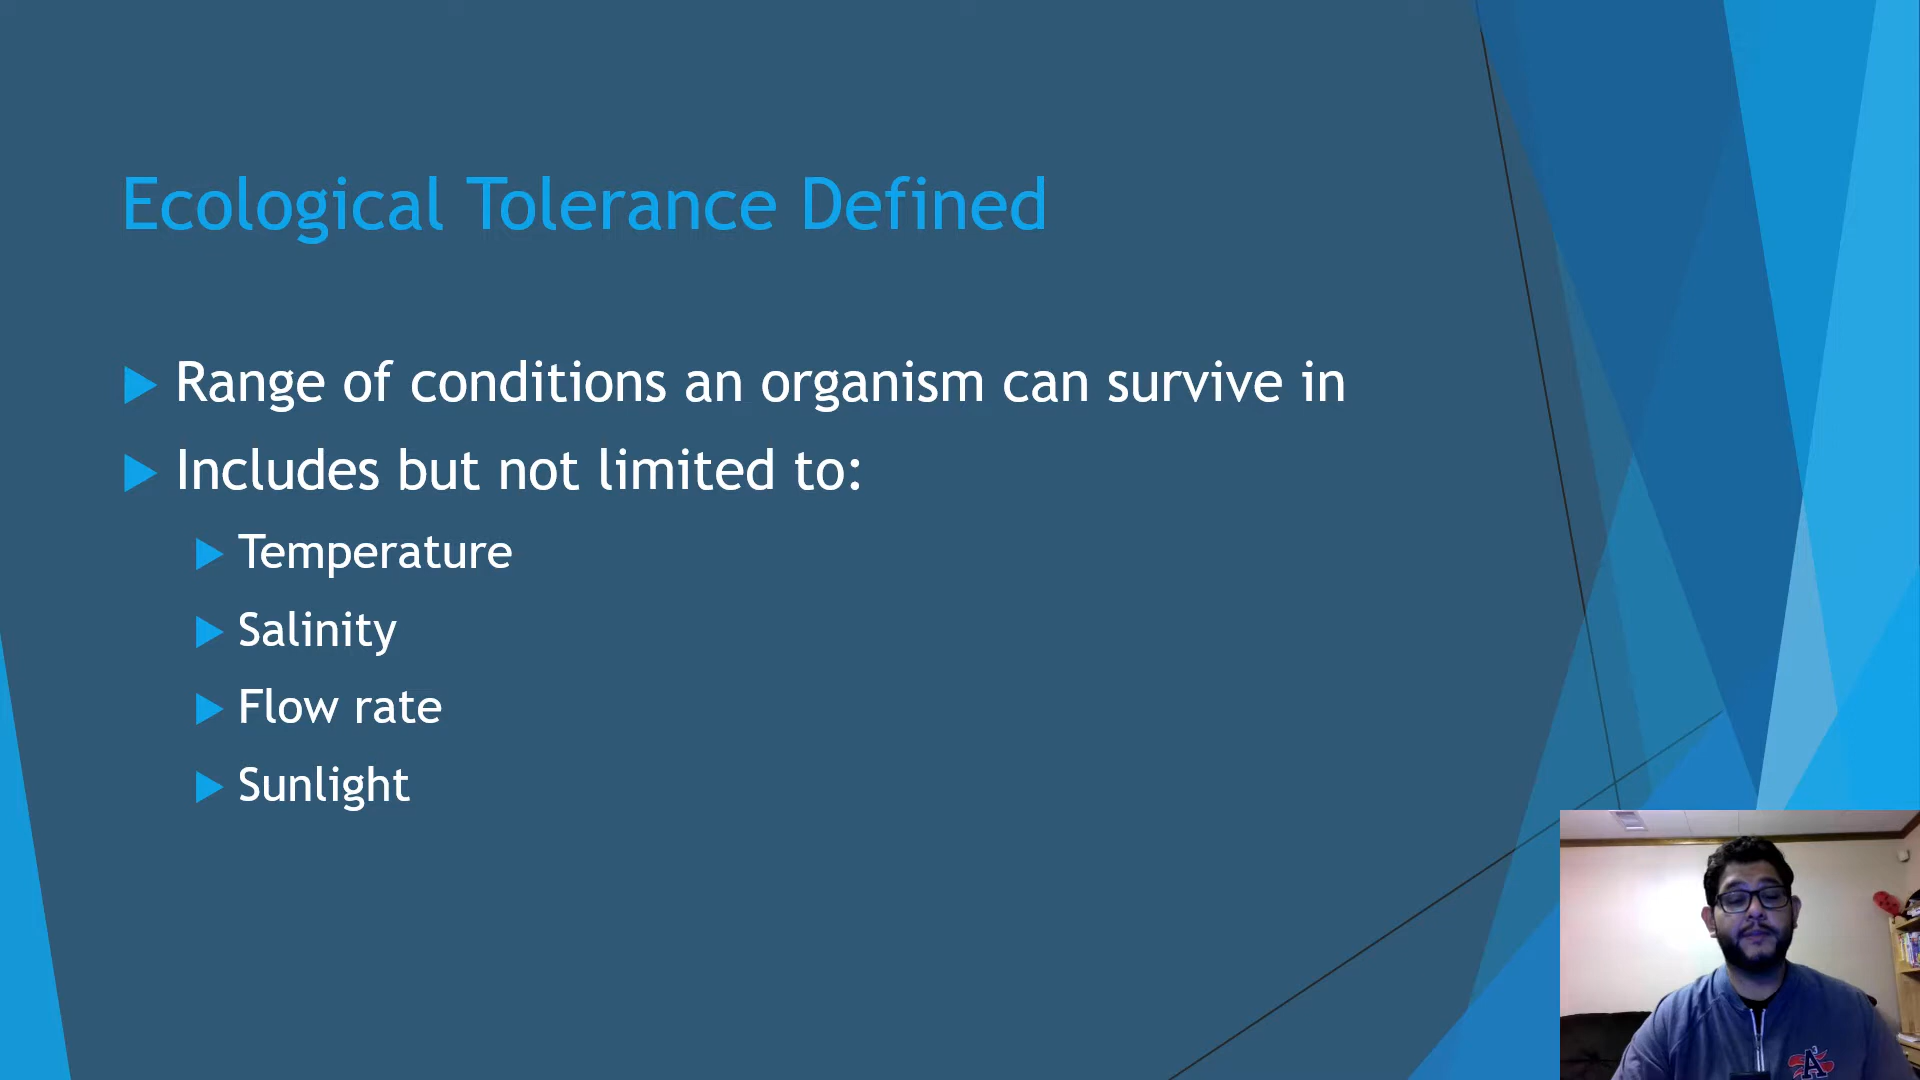 Ecological Tolerance Defined
Range of conditions an organism can survive in
Includes but not limited to:
Temperature
Salinity
Flow rate
Sunlight
A